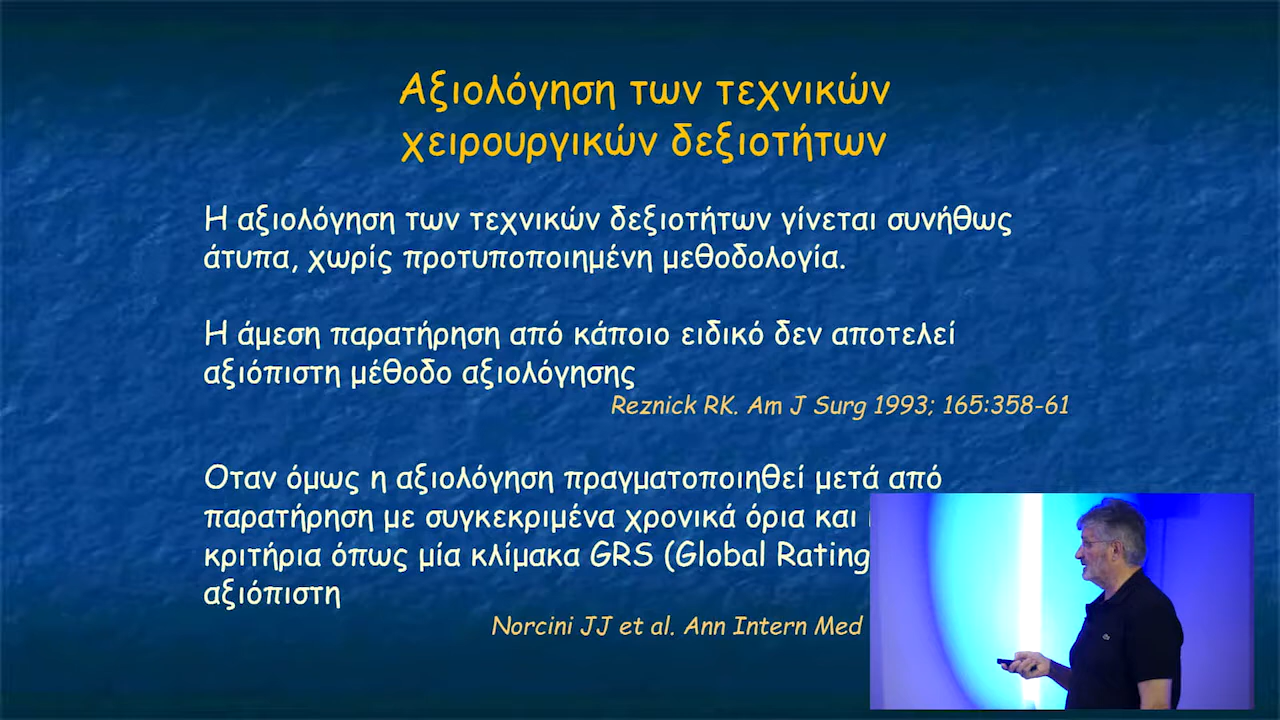 Αξιολόγηση των τεχνικών
χειρουργικών δεξιοτήτων
Η αξιολόγηση των τεχνικών δεξιοτήτων γίνεται συνήθως
άτυπα, χωρίς προτυποποιημένη μεθοδολογία.
Η άμεση παρατήρηση από κάποιο ειδικό δεν αποτελεί
αξιόπιστη μέθοδο αξιολόγησης
Reznick RK. Am J Surg 1993; 165:358-61
Οταν όμως η αξιολόγηση πραγματοποιηθεί μετά από
παρατήρηση με συγκεκριμένα χρονικά όρια και
κριτήρια όπως μία κλίμακα GRS (Global Rating
αξιόπιστη
Norcini JJ et al. Ann Intern Med